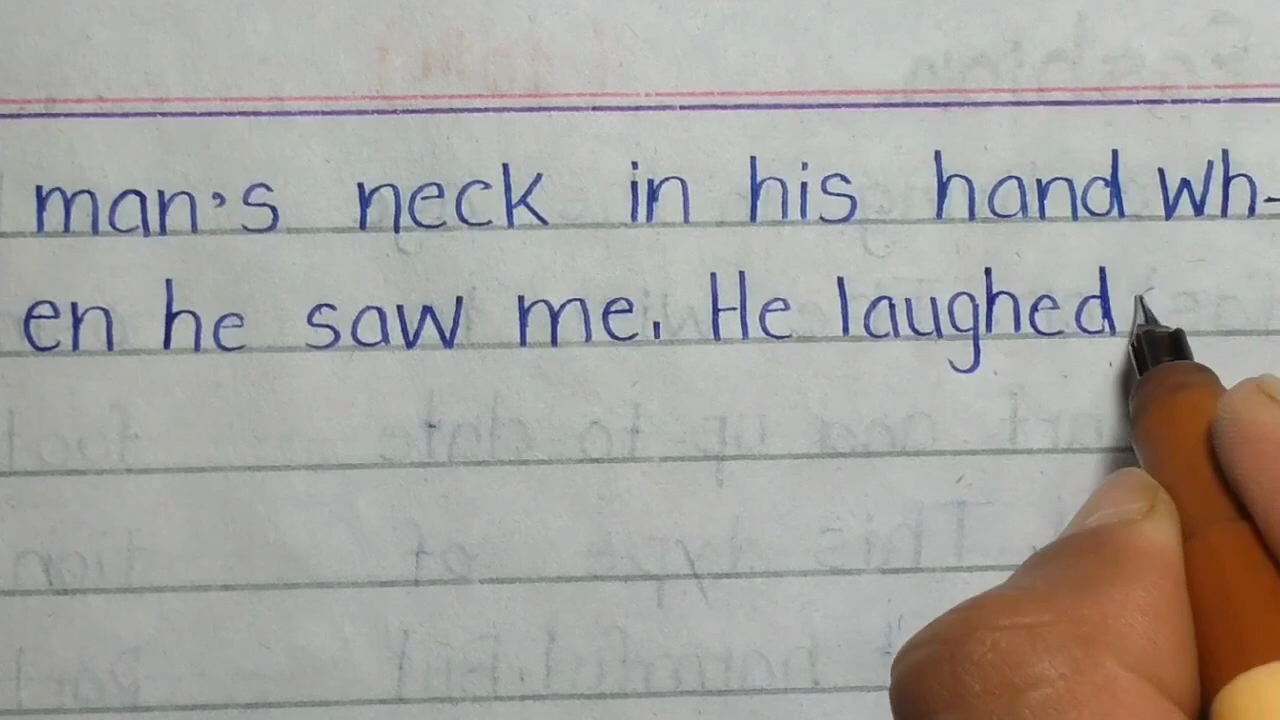 man's neck in his hand wh-
en he saw me. He laughed